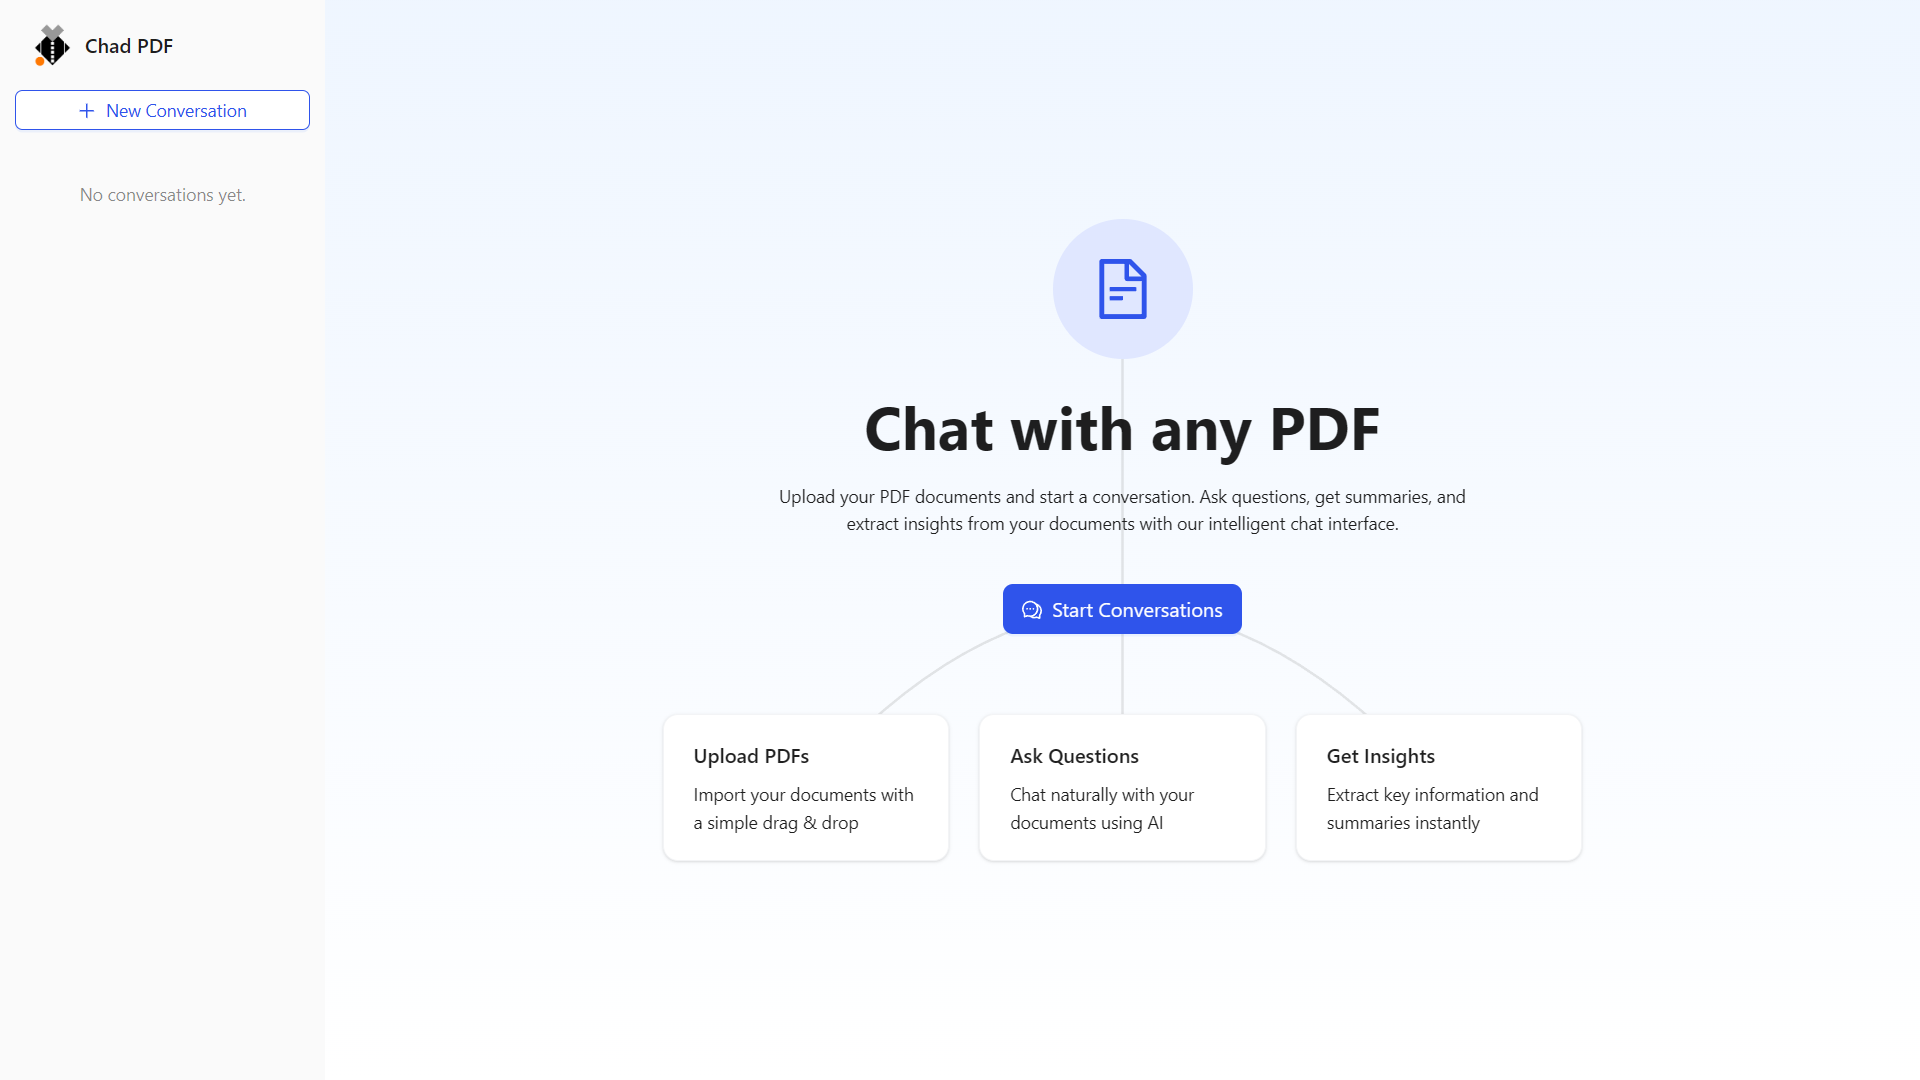 Chad PDF
New Conversation
No conversations yet.
Chat with any PDF
Upload your PDF documents and start a conversation. Ask questions, get summaries, and
extract insights from your documents with our intelligent chat interface.
Start Conversations
Upload PDFs
Import your documents with
a simple drag & drop
Ask Questions
Chat naturally with your
documents using AI
Get Insights
Extract key information and
summaries instantly